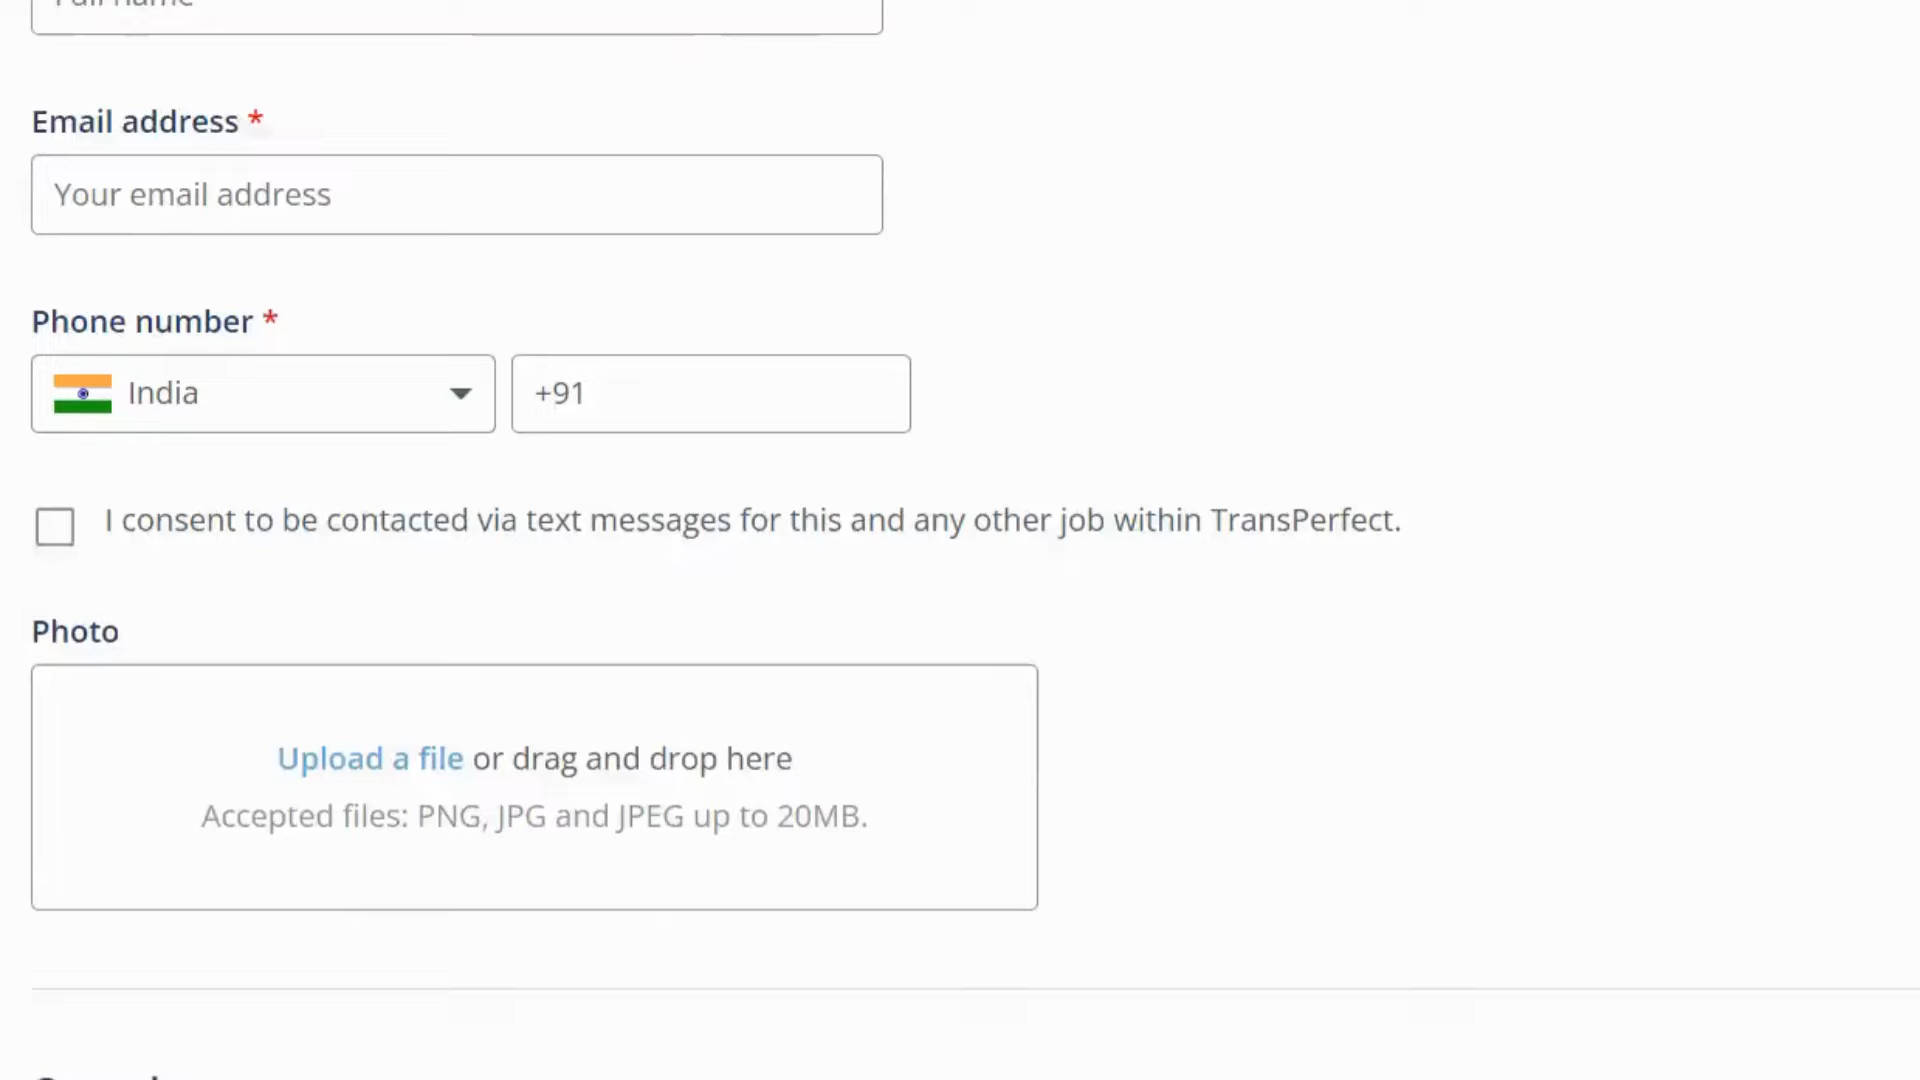 Full name
Email address *
Your email address
Phone number *
India
+91
I consent to be contacted via text messages for this and any other job within TransPerfect.
Photo
Upload a file or drag and drop here
Accepted files: PNG, JPG and JPEG up to 20MB.